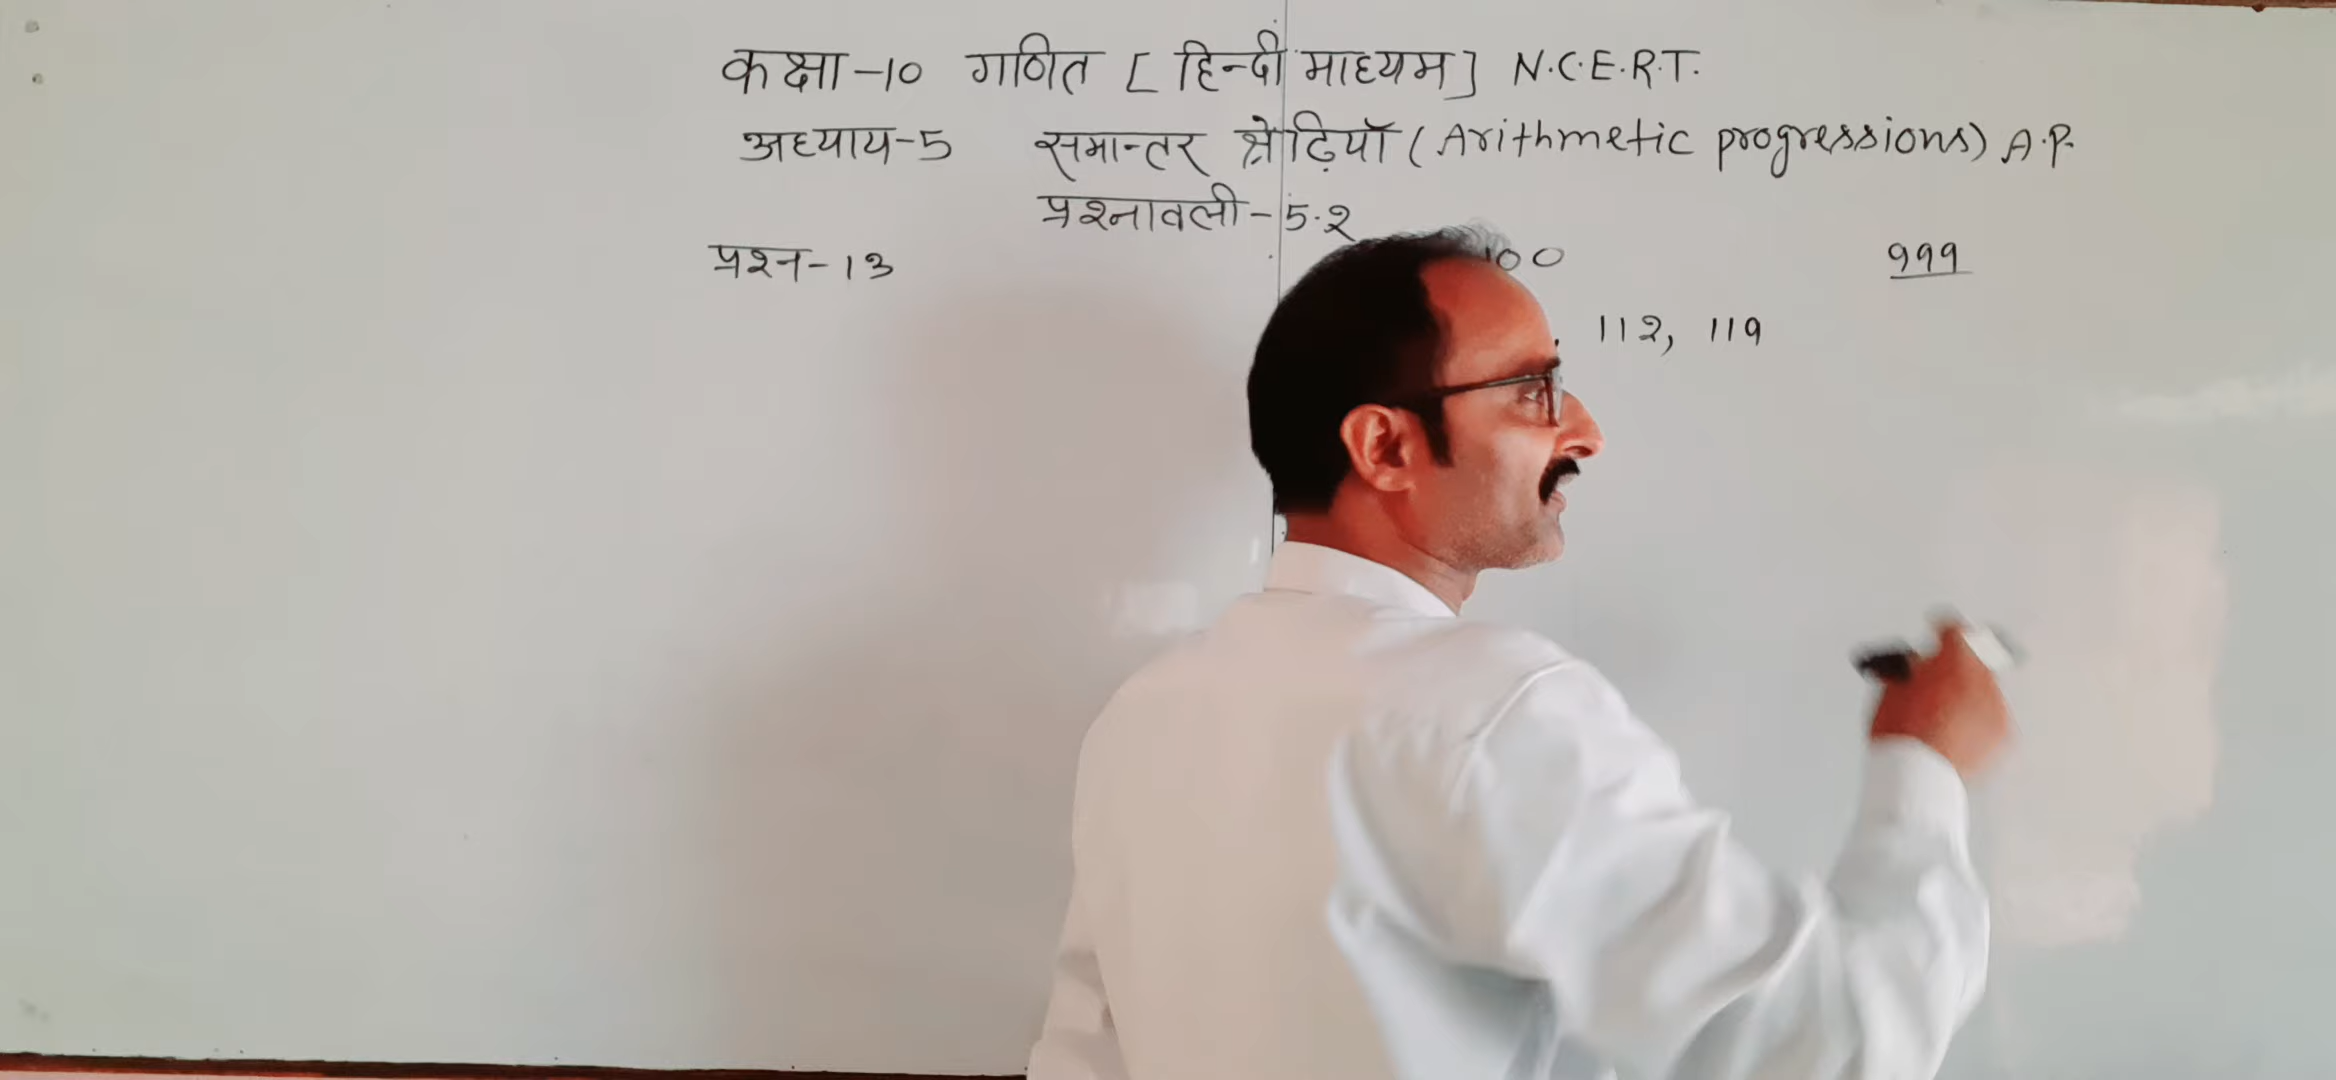 कक्षा-10 गणित [हिन्दी माध्यम] N.C.E.R.T.
अध्याय-5 समान्तर श्रेढ़ियाँ (Arithmetic progressions) A.P.
प्रश्नावली-5.2
प्रश्न-13 100 999
112, 119